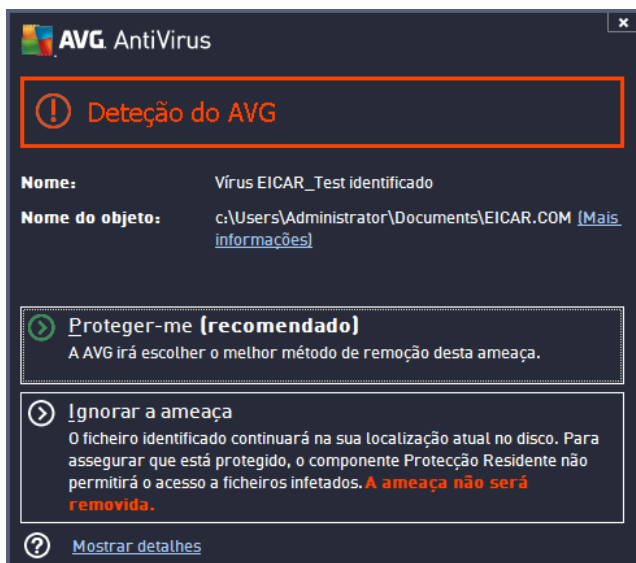 AVG. AntiVirus
Deteção do AVG
Nome: Vírus EICAR_Test identificado
Nome do objeto: c:\Users\Administrator\Documents\EICAR.COM (Mais
informações)
Proteger-me (recomendado)
A AVG irá escolher o melhor método de remoção desta ameaça.
Ignorar a ameaça
O ficheiro identificado continuará na sua localização atual no disco. Para
assegurar que está protegido, o componente Protecção Residente não
permitirá o acesso a ficheiros infetados. A ameaça não será
removida.
Mostrar detalhes